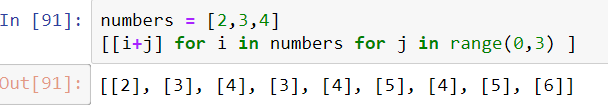 In [91]: numbers = [2,3,4]
[[i+j] for i in numbers for j in range(0,3) ]
Out[91]: [[2], [3], [4], [3], [4], [5], [4], [5], [6]]